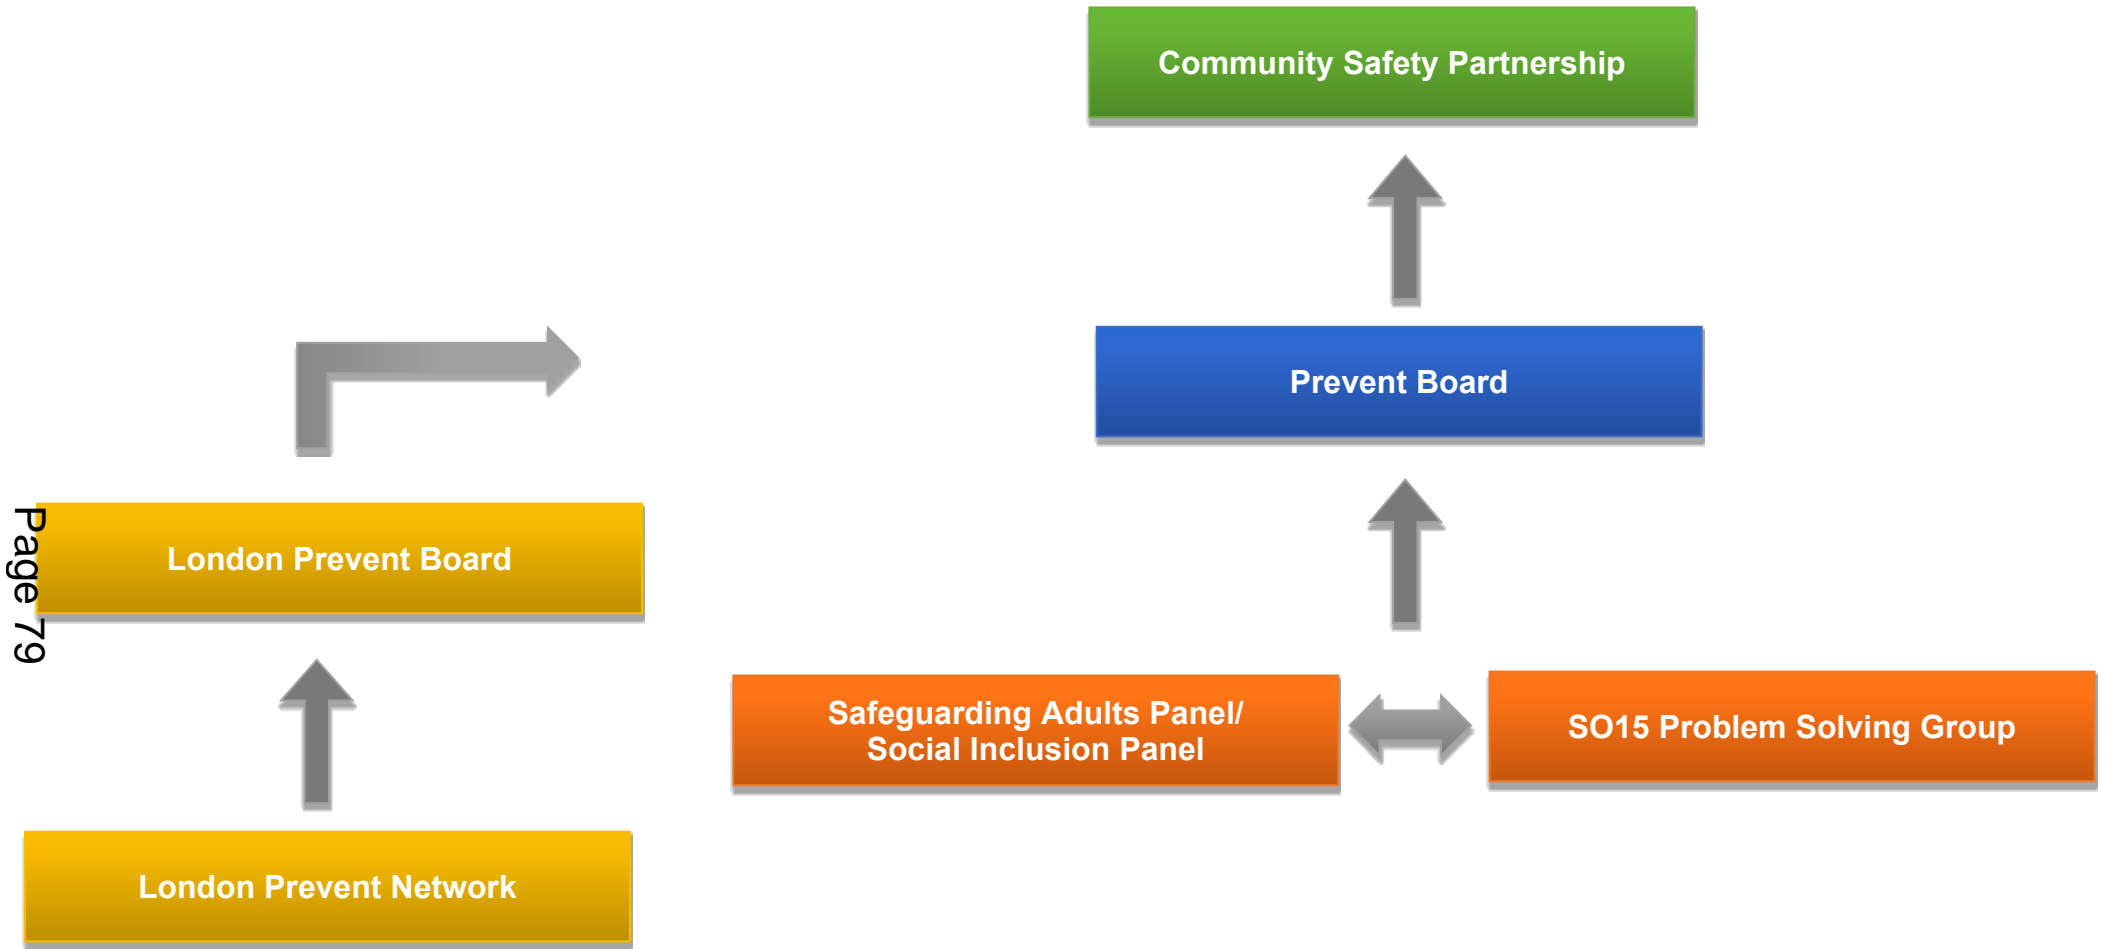 Community Safety Partnership
Prevent Board
London Prevent Board
Safeguarding Adults Panel/
Social Inclusion Panel
SO15 Problem Solving Group
London Prevent Network
Page 79